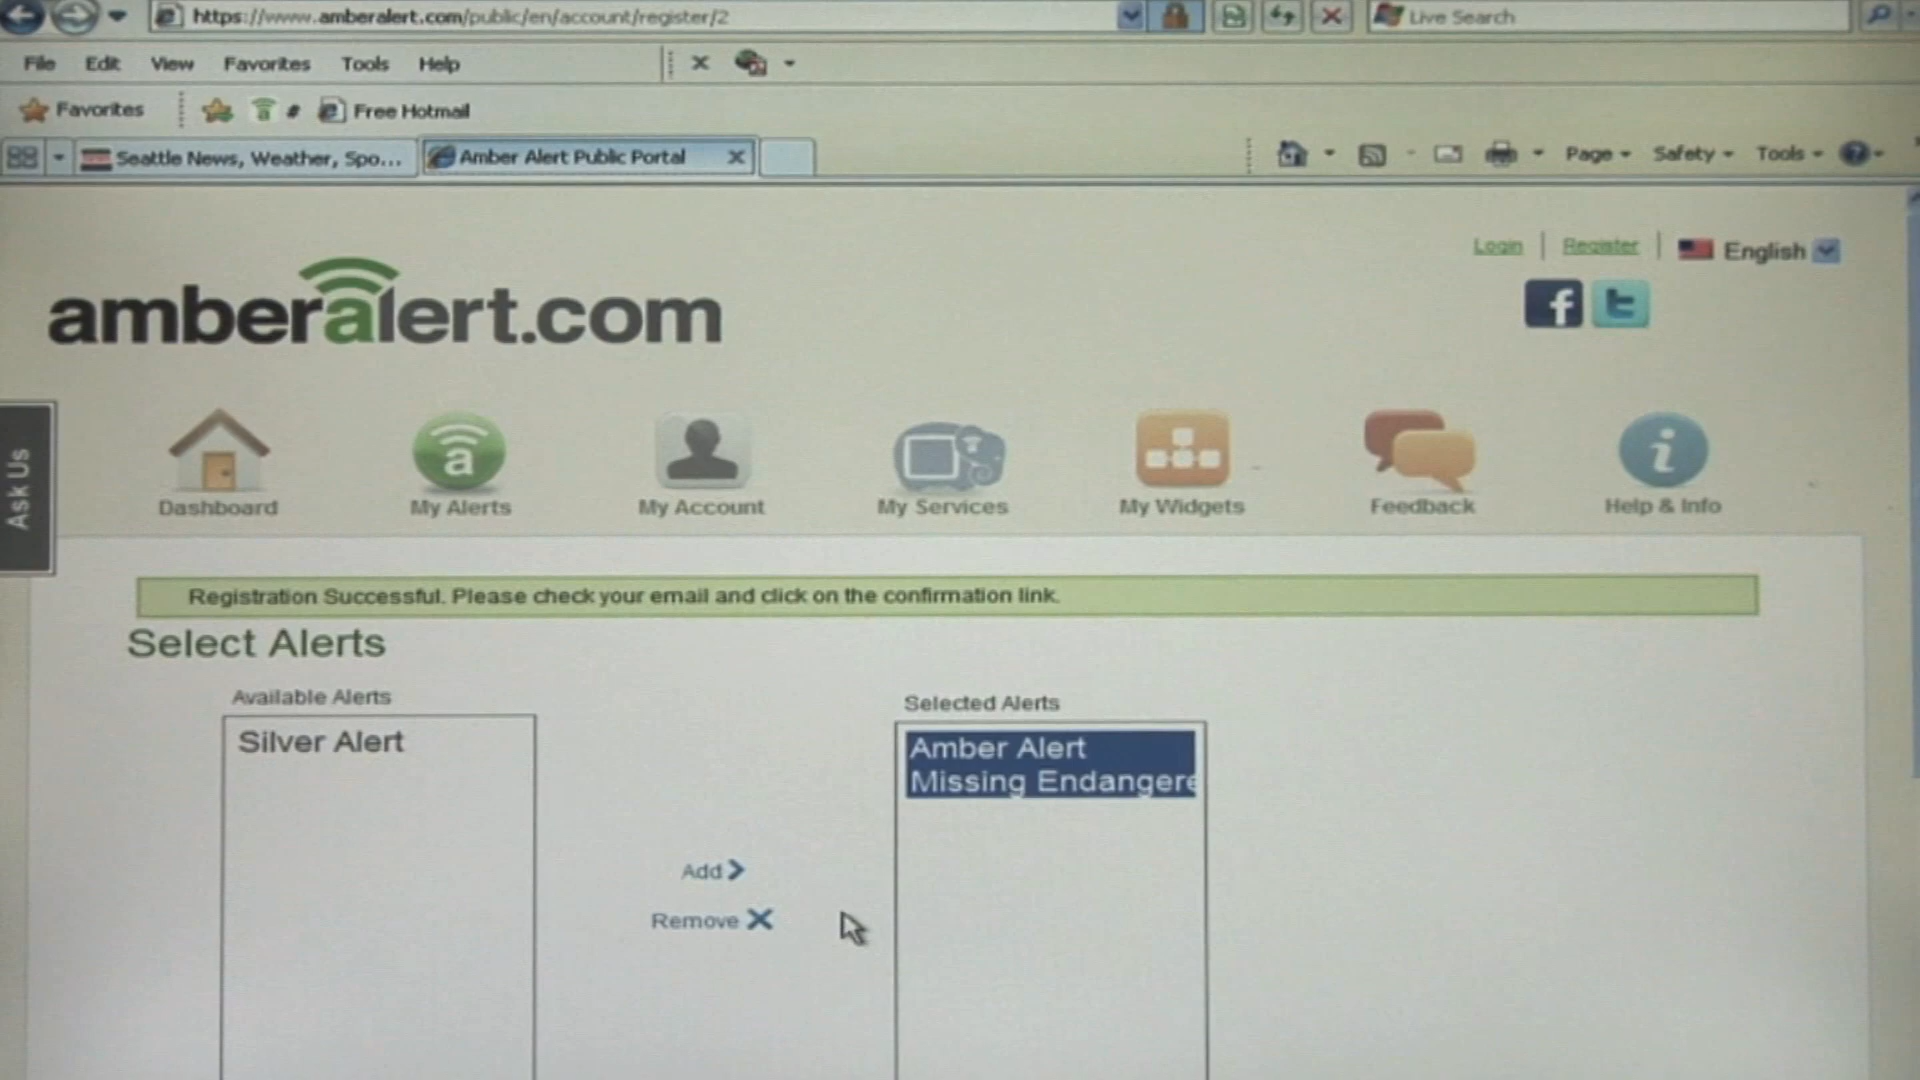 https://www.amberalert.com/public/en/account/register/2
Live Search
File Edit View Favorites Tools Help
Favorites Free Hotmail
Seattle News, Weather, Spo... Amber Alert Public Portal Page Safety Tools
Login Register English
amberalert.com
Ask Us
Dashboard My Alerts My Account My Services My Widgets Feedback Help & Info
Registration Successful. Please check your email and click on the confirmation link.
Select Alerts
Available Alerts Selected Alerts
Silver Alert
Amber Alert
Missing Endangere
Add
Remove